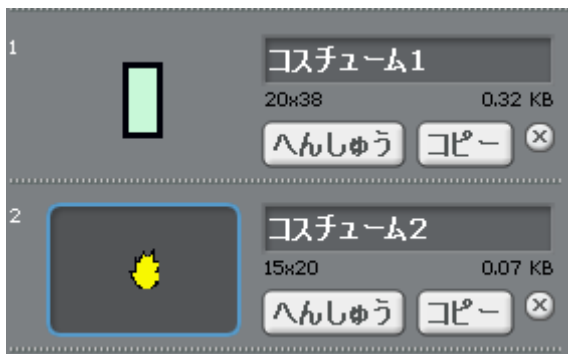 1
コスチューム1
20x38 0.32 KB
へんしゅう コピー
2
コスチューム2
15x20 0.07 KB
へんしゅう コピー